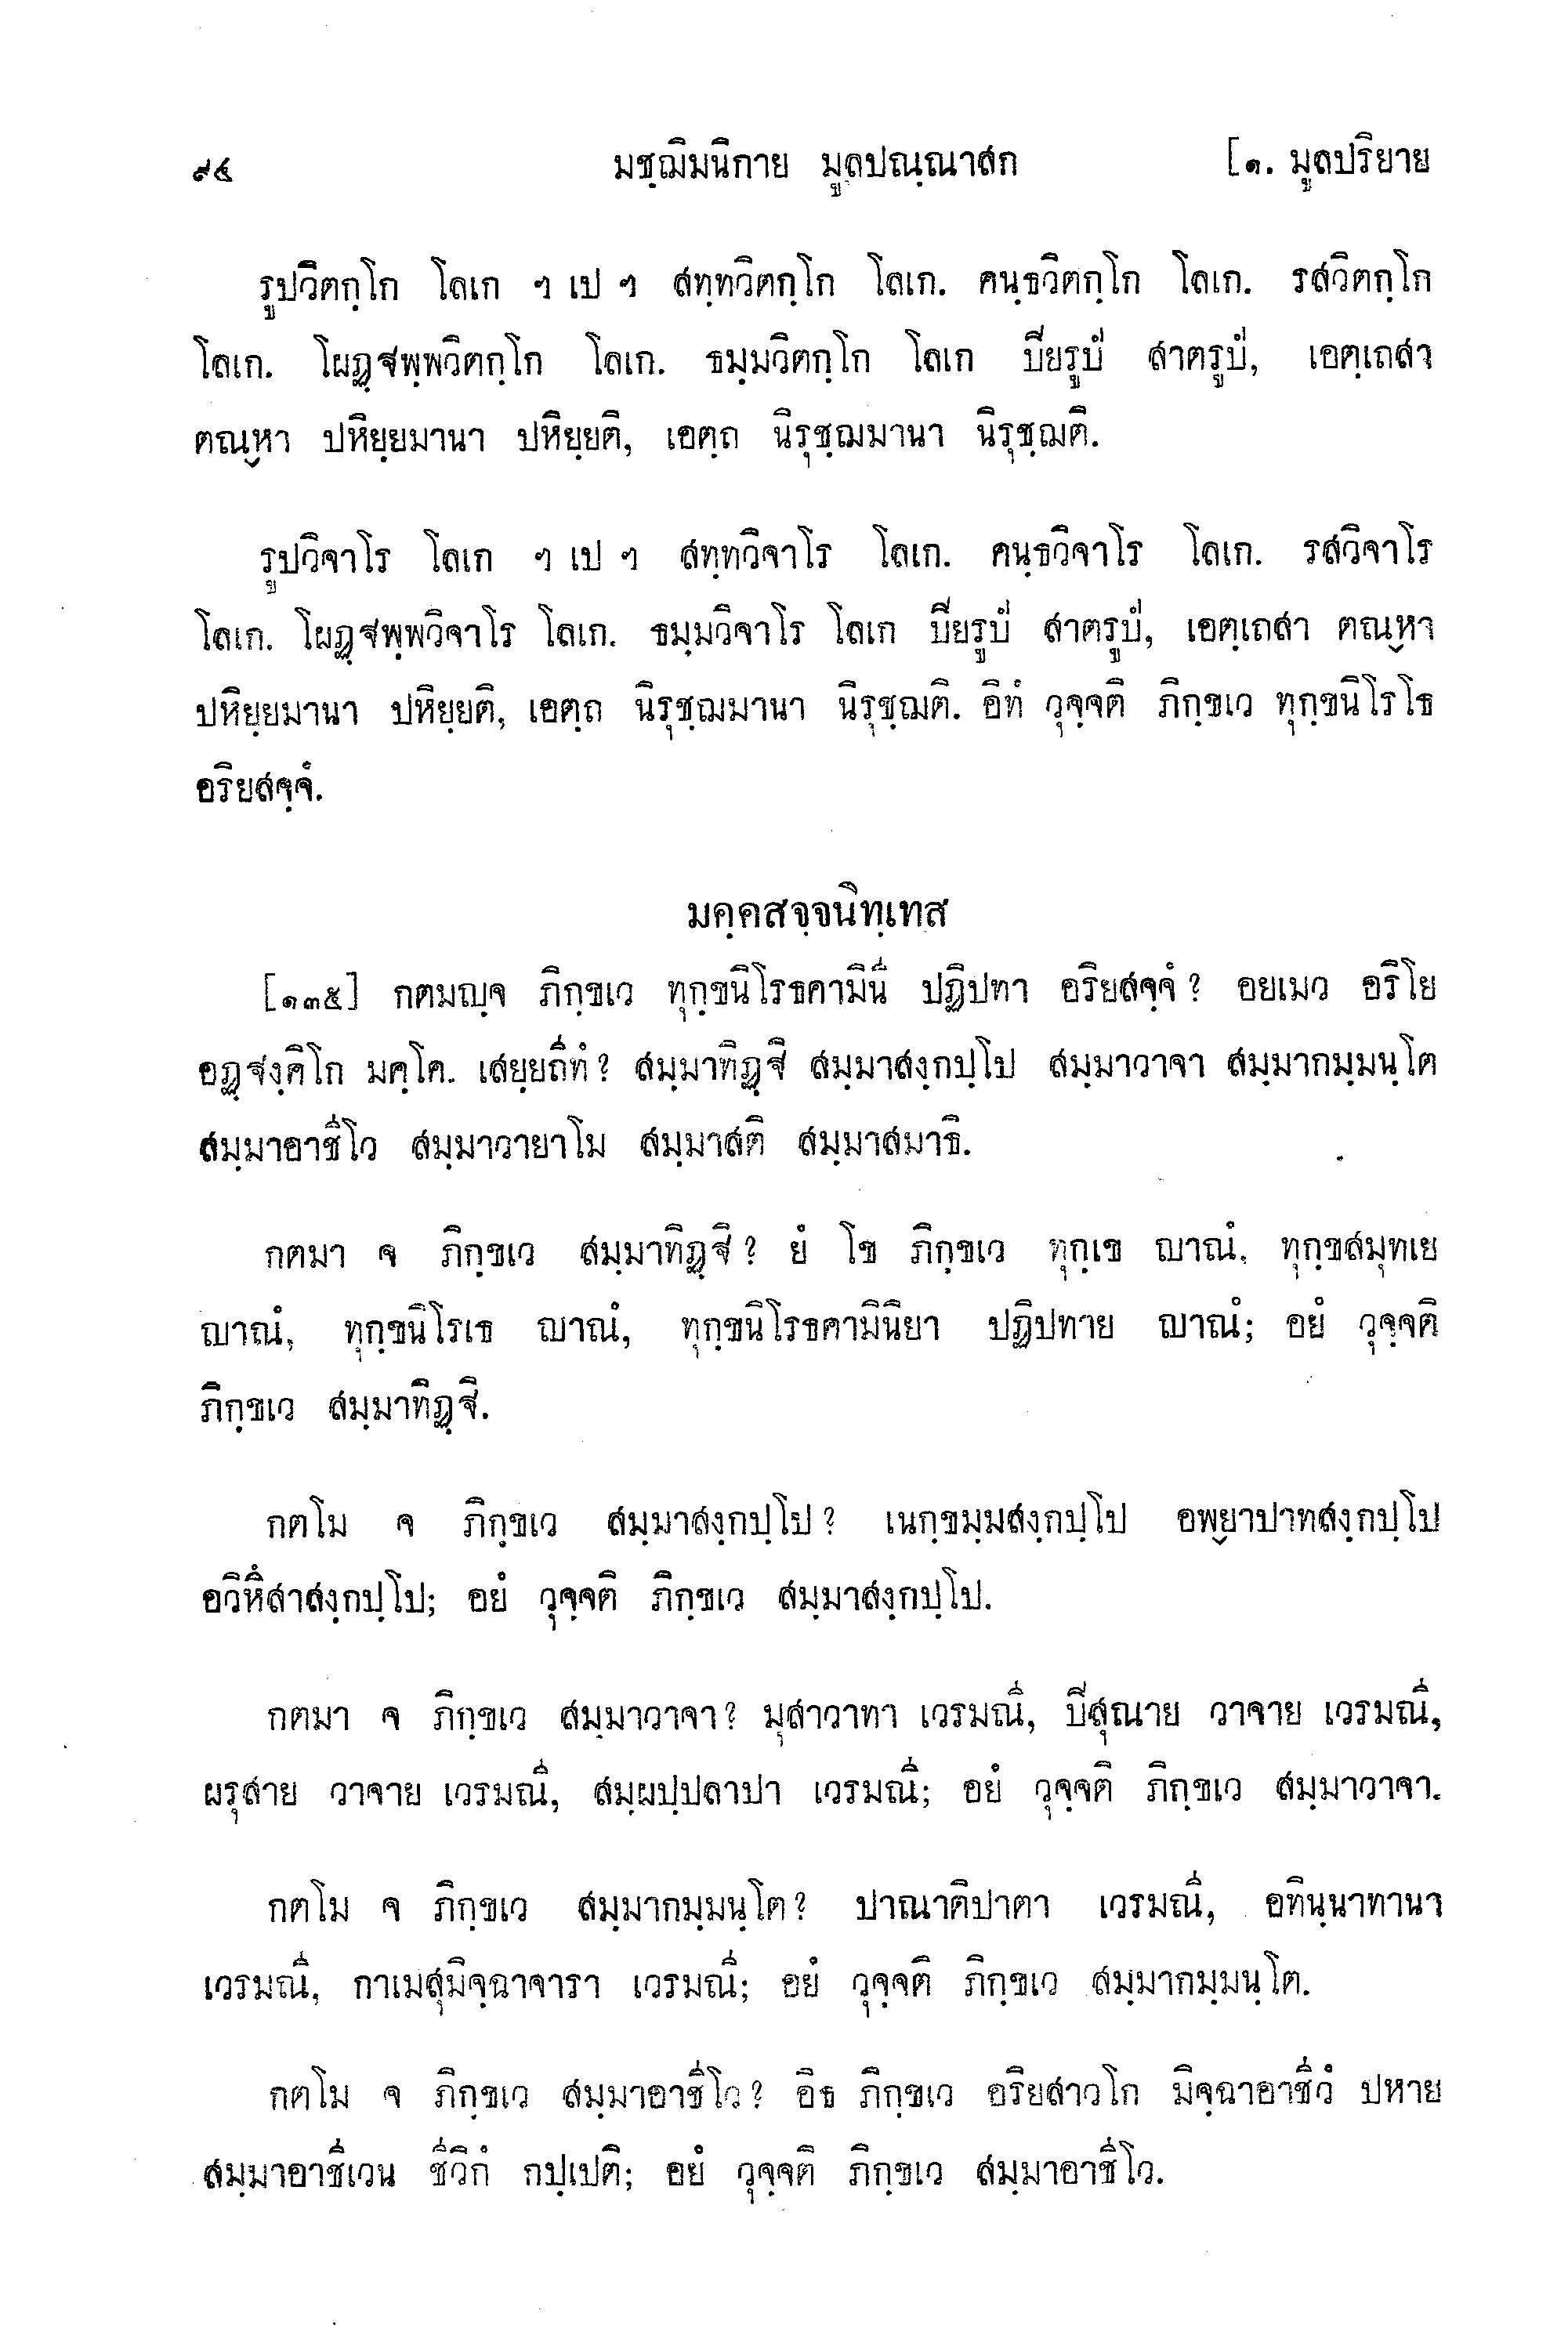 ๙๔ มชฺฌิมนิกาย มูลปณฺณาสก [๑. มูลปริยาย
รูปวิตกฺโก โลเก ฯ เป ฯ สทฺทวิตกฺโก โลเก. คนฺธวิตกฺโก โลเก. รสวิตกฺโก
โลเก. โผฏฺฐพฺพวิตกฺโก โลเก. ธมฺมวิตกฺโก โลเก ปิยรูปํ สาตรูปํ, เอตฺเถสา
ตณฺหา ปหียฺยมานา ปหียฺยติ, เอตฺถ นิรุชฺฌมานา นิรุชฺฌติ.
รูปวิจาโร โลเก ฯ เป ฯ สทฺทวิจาโร โลเก. คนฺธวิจาโร โลเก. รสวิจาโร
โลเก. โผฏฺฐพฺพวิจาโร โลเก. ธมฺมวิจาโร โลเก ปิยรูปํ สาตรูปํ, เอตฺเถสา ตณฺหา
ปหียฺยมานา ปหียฺยติ, เอตฺถ นิรุชฺฌมานา นิรุชฺฌติ. อิทํ วุจฺจติ ภิกฺขเว ทุกฺขนิโรโธ
อริยสจฺจํ.
มคฺคสจฺจนิทฺเทส
[๑๓๕] กตมญฺจ ภิกฺขเว ทุกฺขนิโรธคามินี ปฏิปทา อริยสจฺจํ? อยเมว อริโย
อฏฺฐงฺคิโก มคฺโค. เสยฺยถีทํ? สมฺมาทิฏฺฐิ สมฺมาสงฺกปฺโป สมฺมาวาจา สมฺมากมฺมนฺโต
สมฺมาอาชีโว สมฺมาวายาโม สมฺมาสติ สมฺมาสมาธิ.
กตมา จ ภิกฺขเว สมฺมาทิฏฺฐิ? ยํ โข ภิกฺขเว ทุกฺเข ญาณํ, ทุกฺขสมุทเย
ญาณํ, ทุกฺขนิโรเธ ญาณํ, ทุกฺขนิโรธคามินิยา ปฏิปทาย ญาณํ; อยํ วุจฺจติ
ภิกฺขเว สมฺมาทิฏฺฐิ.
กตโม จ ภิกฺขเว สมฺมาสงฺกปฺโป? เนกฺขมฺมสงฺกปฺโป อพฺยาปาทสงฺกปฺโป
อวิหึสาสงฺกปฺโป; อยํ วุจฺจติ ภิกฺขเว สมฺมาสงฺกปฺโป.
กตมา จ ภิกฺขเว สมฺมาวาจา? มุสาวาทา เวรมณี, ปิสุณาย วาจาย เวรมณี,
ผรุสาย วาจาย เวรมณี, สมฺผปฺปลาปา เวรมณี; อยํ วุจฺจติ ภิกฺขเว สมฺมาวาจา.
กตโม จ ภิกฺขเว สมฺมากมฺมนฺโต? ปาณาติปาตา เวรมณี, อทินฺนาทานา
เวรมณี, กาเมสุมิจฺฉาจารา เวรมณี; อยํ วุจฺจติ ภิกฺขเว สมฺมากมฺมนฺโต.
กตโม จ ภิกฺขเว สมฺมาอาชีโว? อิธ ภิกฺขเว อริยสาวโก มิจฺฉาอาชีวํ ปหาย
สมฺมาอาชีเวน ชีวิกํ กปฺเปติ; อยํ วุจฺจติ ภิกฺขเว สมฺมาอาชีโว.